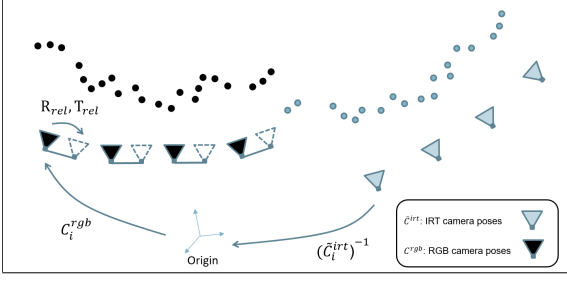 R_rel, T_rel
C_i^rgb
Origin
(C̃_i^irt)^−1
c̃^irt: IRT camera poses
c^rgb: RGB camera poses